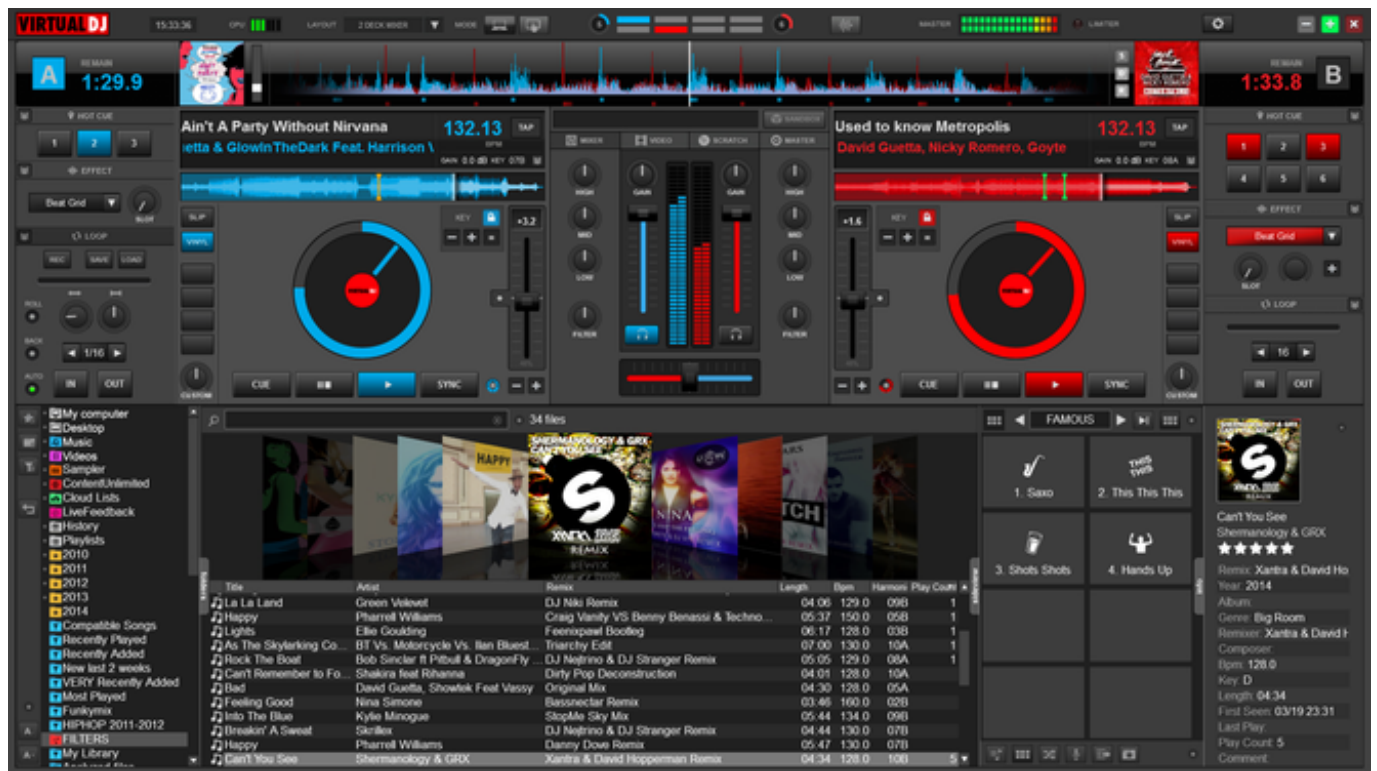 VIRTUAL DJ
15:33:36
CPU
LAYOUT
2 DECK MIXER
MODE
MASTER
LIMITER
A
REMAIN
1:29.9
REMAIN
1:33.8
B
HOT CUE
1 2 3
EFFECT
Beat Grid
SLOT
LOOP
REC SAVE LOAD
ROLL
BACK
1/16
AUTO
IN OUT
Ain't A Party Without Nirvana
132.13
TAP
BPM
etta & GlowInTheDark Feat. Harrison
GAIN 0.0 dB KEY 07B
SLIP
VINYL
KEY
+3.2
CUSTOM
CUE
SYNC
SANDBOX
MIXER VIDEO SCRATCH MASTER
HIGH GAIN GAIN HIGH
MID MID
LOW LOW
FILTER FILTER
Used to know Metropolis
132.13
TAP
BPM
David Guetta, Nicky Romero, Goyte
GAIN 0.0 dB KEY 08A
+1.6
KEY
SLIP
VINYL
CUE
SYNC
CUSTOM
HOT CUE
1 2 3
4 5 6
EFFECT
Beat Grid
SLOT
LOOP
16
IN OUT
My computer
Desktop
Music
Videos
Sampler
ContentUnlimited
Cloud Lists
LiveFeedback
History
Playlists
2010
2011
2012
2013
2014
Compatible Songs
Recently Played
Recently Added
New last 2 weeks
VERY Recently Added
Most Played
Funkymix
HIPHOP 2011-2012
FILTERS
My Library
folders
34 files
HAPPY
SHERMANOLOGY & GRX
CAN'T YOU SEE
REMIX
NINA
Title Artist Remix Length Bpm Harmoni Play Count
La La Land Green Velevet DJ Niki Remix 04:06 129.0 09B 1
Happy Pharrell Williams Craig Vanity VS Benny Benassi & Techno... 05:37 150.0 05B 1
Lights Ellie Goulding Feenixpawl Bootleg 06:17 128.0 03B 1
As The Skylarking Co... BT Vs. Motorcycle Vs. Ilan Bluest... Triarchy Edit 07:00 130.0 10A 1
Rock The Boat Bob Sinclar ft Pitbull & DragonFly ... DJ Nejtrino & DJ Stranger Remix 05:05 129.0 08A 1
Can't Remember to Fo... Shakira feat Rihanna Dirty Pop Deconstruction 04:01 128.0 10A
Bad David Guetta, Showtek Feat Vassy Original Mix 04:30 128.0 05A
Feeling Good Nina Simone Bassnectar Remix 03:46 160.0 02B
Into The Blue Kylie Minogue StopMe Sky Mix 05:44 134.0 09B
Breakin' A Sweat Skrillex DJ Nejtrino & DJ Stranger Remix 04:44 130.0 07B
Happy Pharrell Williams Danny Dove Remix 05:47 130.0 07B
Can't You See Shermanology & GRX Xantra & David Hopperman Remix 04:34 128.0 10B 5
FAMOUS
1. Saxo
THIS
THIS
2. This This This
3. Shots Shots
4. Hands Up
info
Can't You See
Shermanology & GRX
Remix: Xantra & David Ho
Year: 2014
Album:
Genre: Big Room
Remixer: Xantra & David H
Composer:
Bpm: 128.0
Key: D
Length: 04:34
First Seen: 03/19 23:31
Last Play:
Play Count: 5
Comment